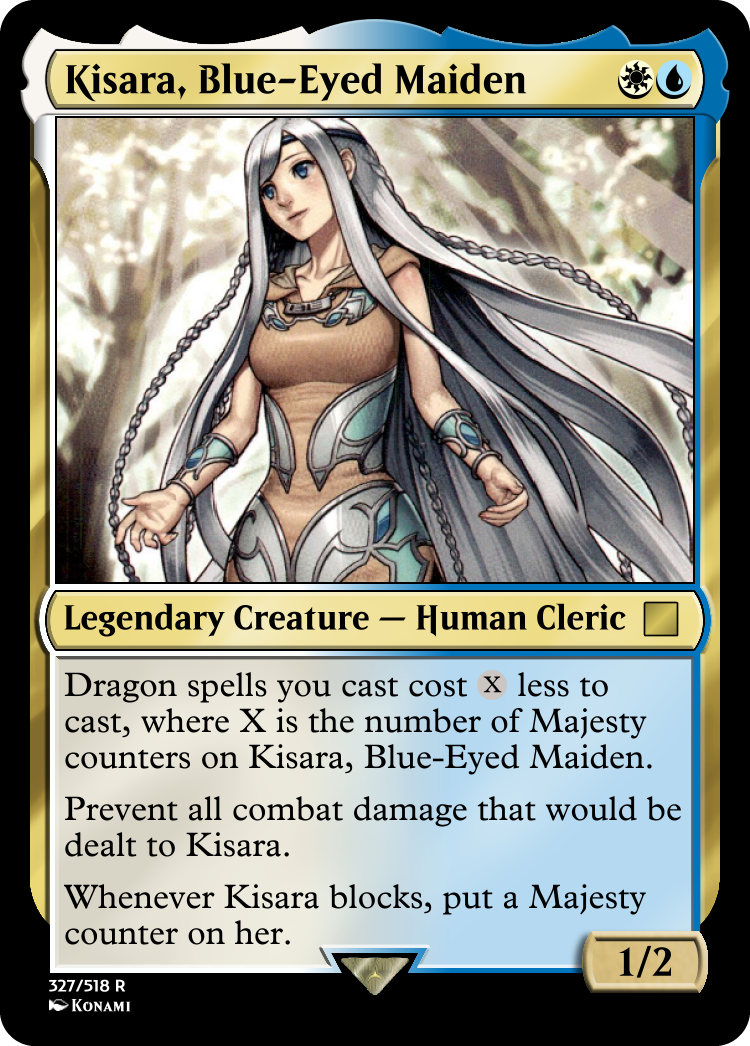 Kisara, Blue-Eyed Maiden
Legendary Creature — Human Cleric
Dragon spells you cast cost X less to
cast, where X is the number of Majesty
counters on Kisara, Blue-Eyed Maiden.
Prevent all combat damage that would be
dealt to Kisara.
Whenever Kisara blocks, put a Majesty
counter on her.
1/2
327/518 R
KONAMI